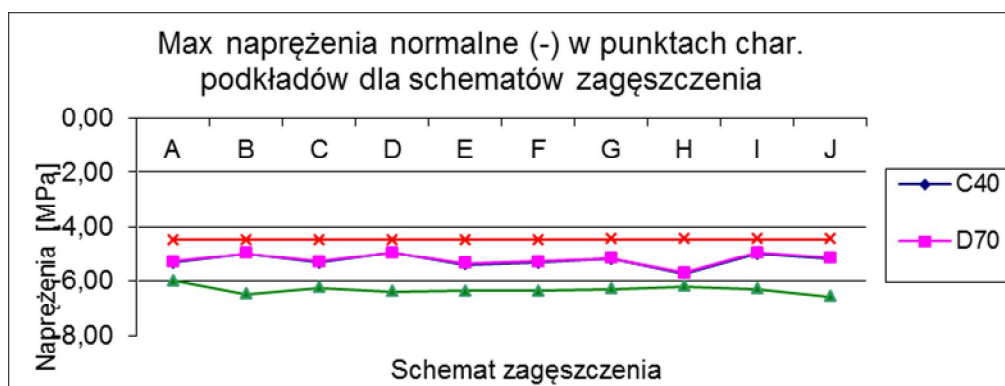 Max naprężenia normalne (-) w punktach char.
podkładów dla schematów zagęszczenia
0,00
A B C D E F G H I J
-2,00
-4,00
-6,00
-8,00
Naprężenia [MPa]
Schemat zagęszczenia
C40
D70